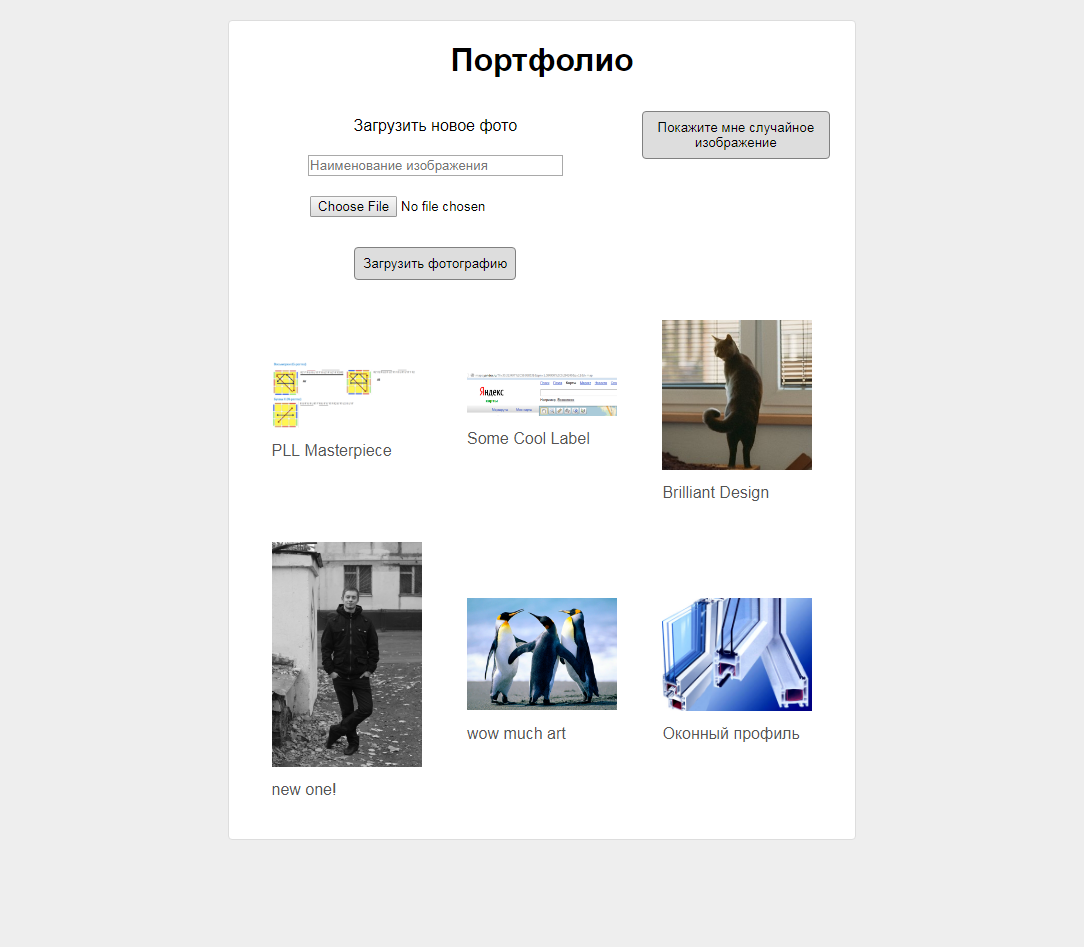 Портфолио
Загрузить новое фото
Покажите мне случайное
изображение
Наименование изображения
Choose File No file chosen
Загрузить фотографию
Яндекс
карты
PLL Masterpiece
Some Cool Label
Brilliant Design
new one!
wow much art
Оконный профиль